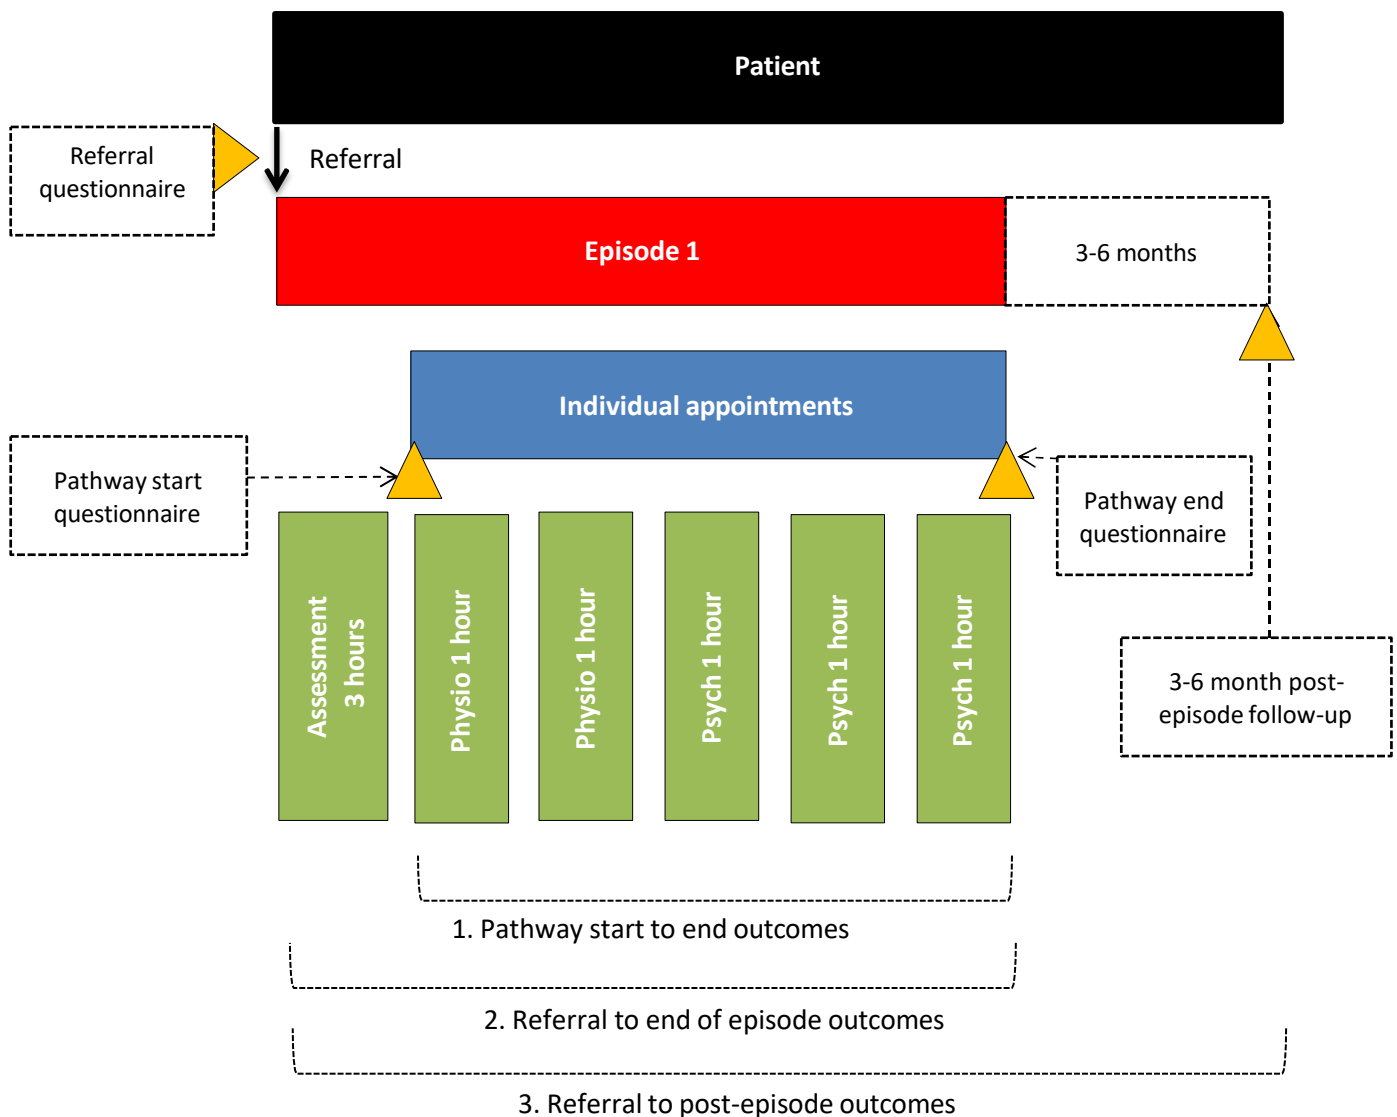 Patient
Referral
questionnaire
Referral
Episode 1
3-6 months
Individual appointments
Pathway start
questionnaire
Pathway end
questionnaire
Assessment
3 hours
Physio 1 hour
Physio 1 hour
Psych 1 hour
Psych 1 hour
Psych 1 hour
3-6 month post-
episode follow-up
1. Pathway start to end outcomes
2. Referral to end of episode outcomes
3. Referral to post-episode outcomes